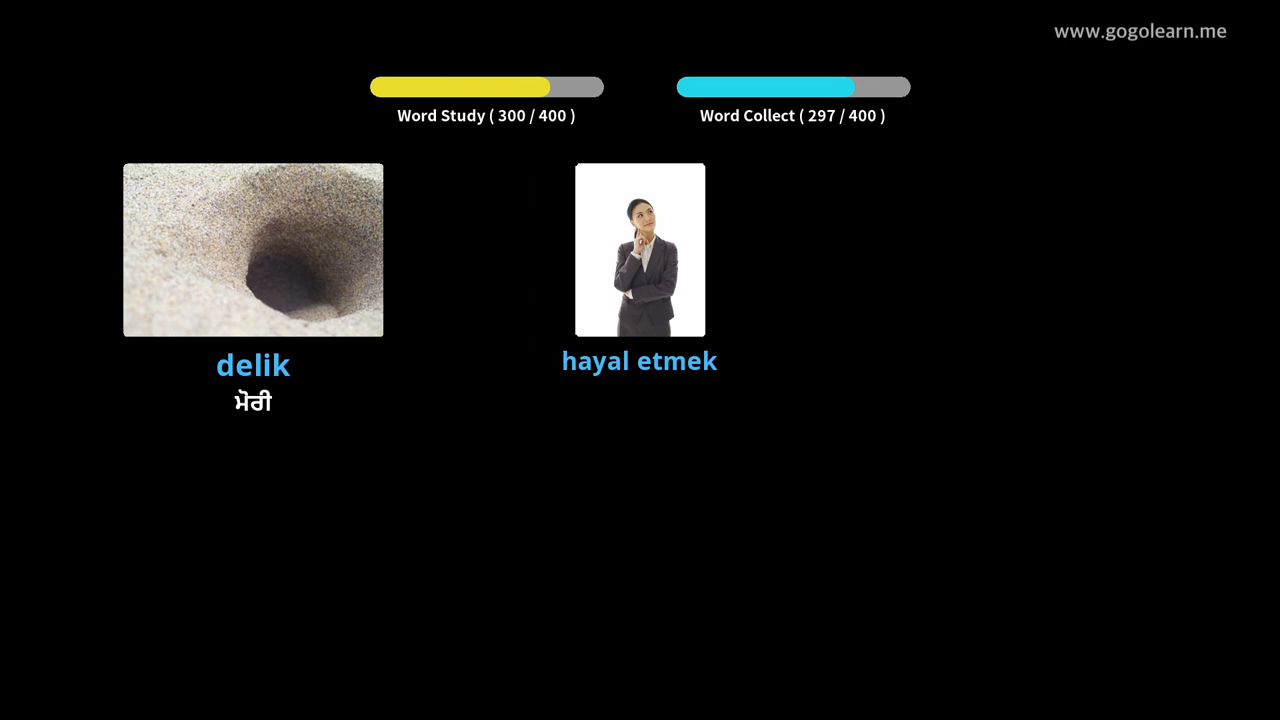 www.gogolearn.me
Word Study ( 300 / 400 )
Word Collect ( 297 / 400 )
delik
ਮੋਰੀ
hayal etmek